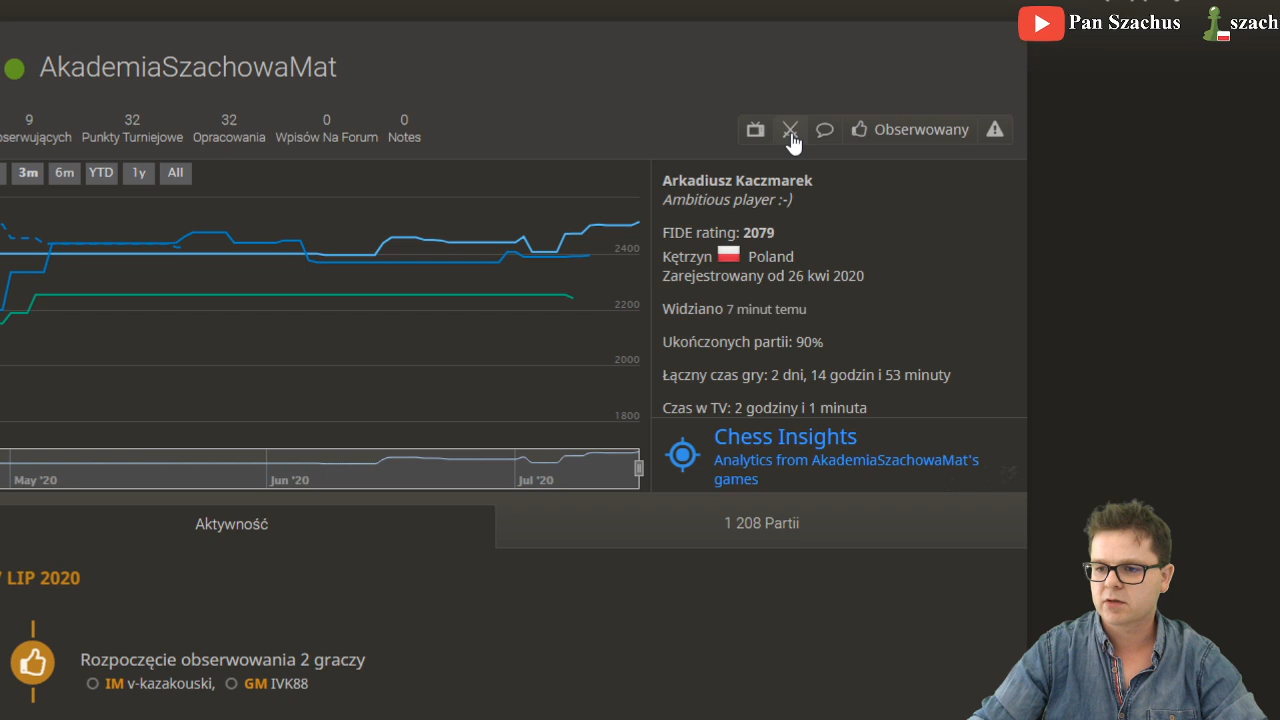 Pan Szachus
szach
AkademiaSzachowaMat
9
32
32
0
0
serwujących
Punkty Turniejowe
Opracowania
Wpisów Na Forum
Notes
Obserwowany
3m
6m
YTD
1y
All
Arkadiusz Kaczmarek
Ambitious player :-)
FIDE rating: 2079
Kętrzyn Poland
Zarejestrowany od 26 kwi 2020
Widziano 7 minut temu
Ukończonych partii: 90%
Łączny czas gry: 2 dni, 14 godzin i 53 minuty
Czas w TV: 2 godziny i 1 minuta
2400
2200
2000
1800
May '20
Jun '20
Jul '20
Chess Insights
Analytics from AkademiaSzachowaMat's
games
Aktywność
1 208 Partii
LIP 2020
Rozpoczęcie obserwowania 2 graczy
IM v-kazakouski, GM IVK88